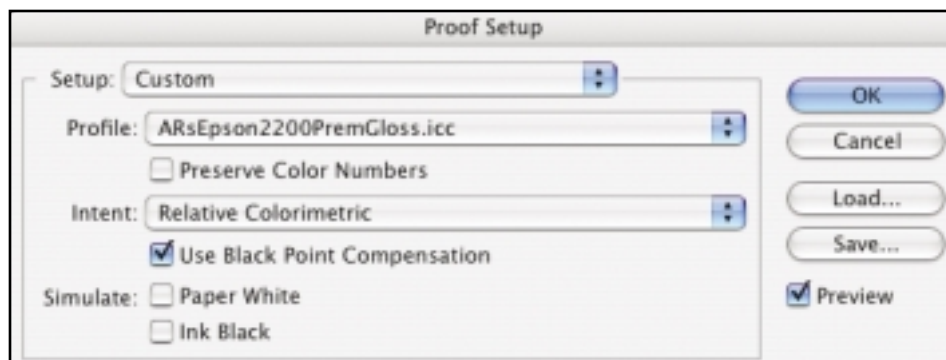 Proof Setup
Setup: Custom
Profile: ARsEpson2200PremGloss.icc
Preserve Color Numbers
Intent: Relative Colorimetric
Use Black Point Compensation
Simulate: Paper White
Ink Black
OK
Cancel
Load...
Save...
Preview